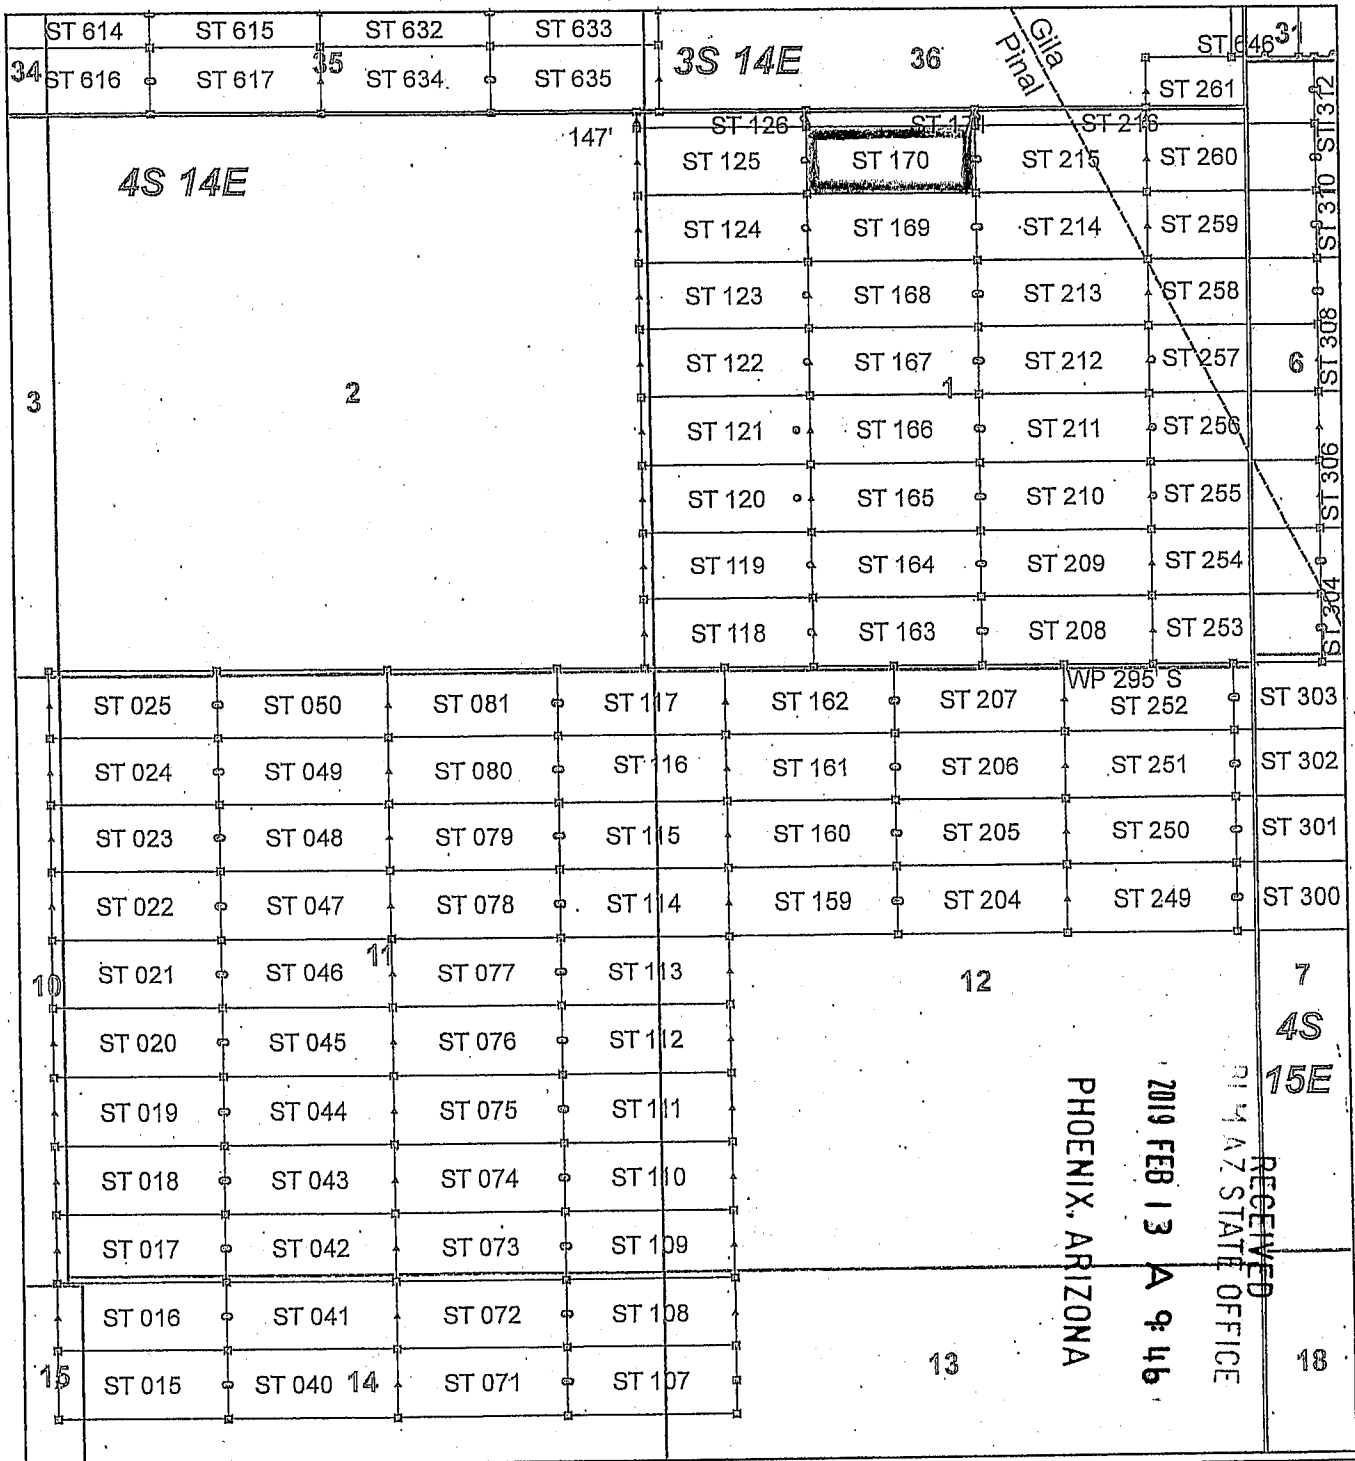 ST 614 ST 615 ST 632 ST 633
34 35 3S 14E 36 Gila Pinal ST 646 31
ST 616 ST 617 ST 634 ST 635 ST 261 ST 312
147' ST 126 ST 171 ST 216
4S 14E ST 125 ST 170 ST 215 ST 260 ST 310
ST 124 ST 169 ST 214 ST 259
ST 123 ST 168 ST 213 ST 258 ST 308
3 2 ST 122 ST 167 1 ST 212 ST 257 6
ST 121 ST 166 ST 211 ST 256 ST 306
ST 120 ST 165 ST 210 ST 255
ST 119 ST 164 ST 209 ST 254 ST 304
ST 118 ST 163 ST 208 ST 253
WP 295' S
ST 025 ST 050 ST 081 ST 117 ST 162 ST 207 ST 252 ST 303
ST 024 ST 049 ST 080 ST 116 ST 161 ST 206 ST 251 ST 302
ST 023 ST 048 ST 079 ST 115 ST 160 ST 205 ST 250 ST 301
ST 022 ST 047 ST 078 ST 114 ST 159 ST 204 ST 249 ST 300
10 ST 021 ST 046 11 ST 077 ST 113 12 7
ST 020 ST 045 ST 076 ST 112 4S
ST 019 ST 044 ST 075 ST 111 15E
ST 018 ST 043 ST 074 ST 110
ST 017 ST 042 ST 073 ST 109
ST 016 ST 041 ST 072 ST 108
15 ST 015 ST 040 14 ST 071 ST 107 13 18
RECEIVED
BLM AZ STATE OFFICE
2019 FEB 13 A 9:46
PHOENIX, ARIZONA